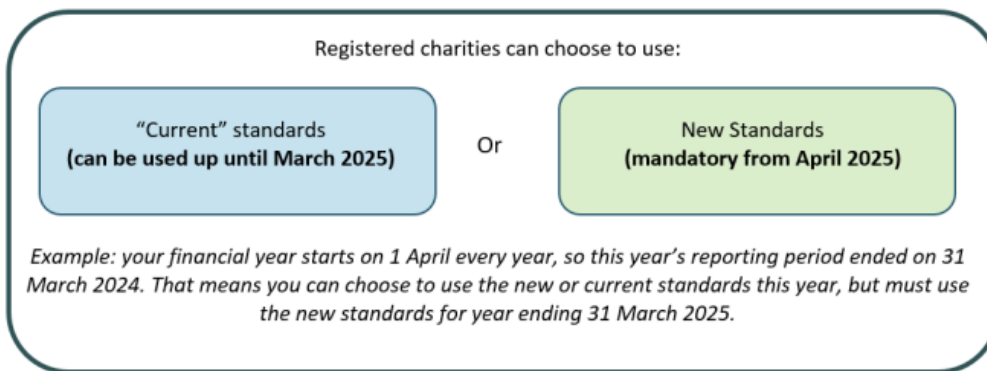 Registered charities can choose to use:
“Current” standards
(can be used up until March 2025)
Or
New Standards
(mandatory from April 2025)
Example: your financial year starts on 1 April every year, so this year’s reporting period ended on 31
March 2024. That means you can choose to use the new or current standards this year, but must use
the new standards for year ending 31 March 2025.